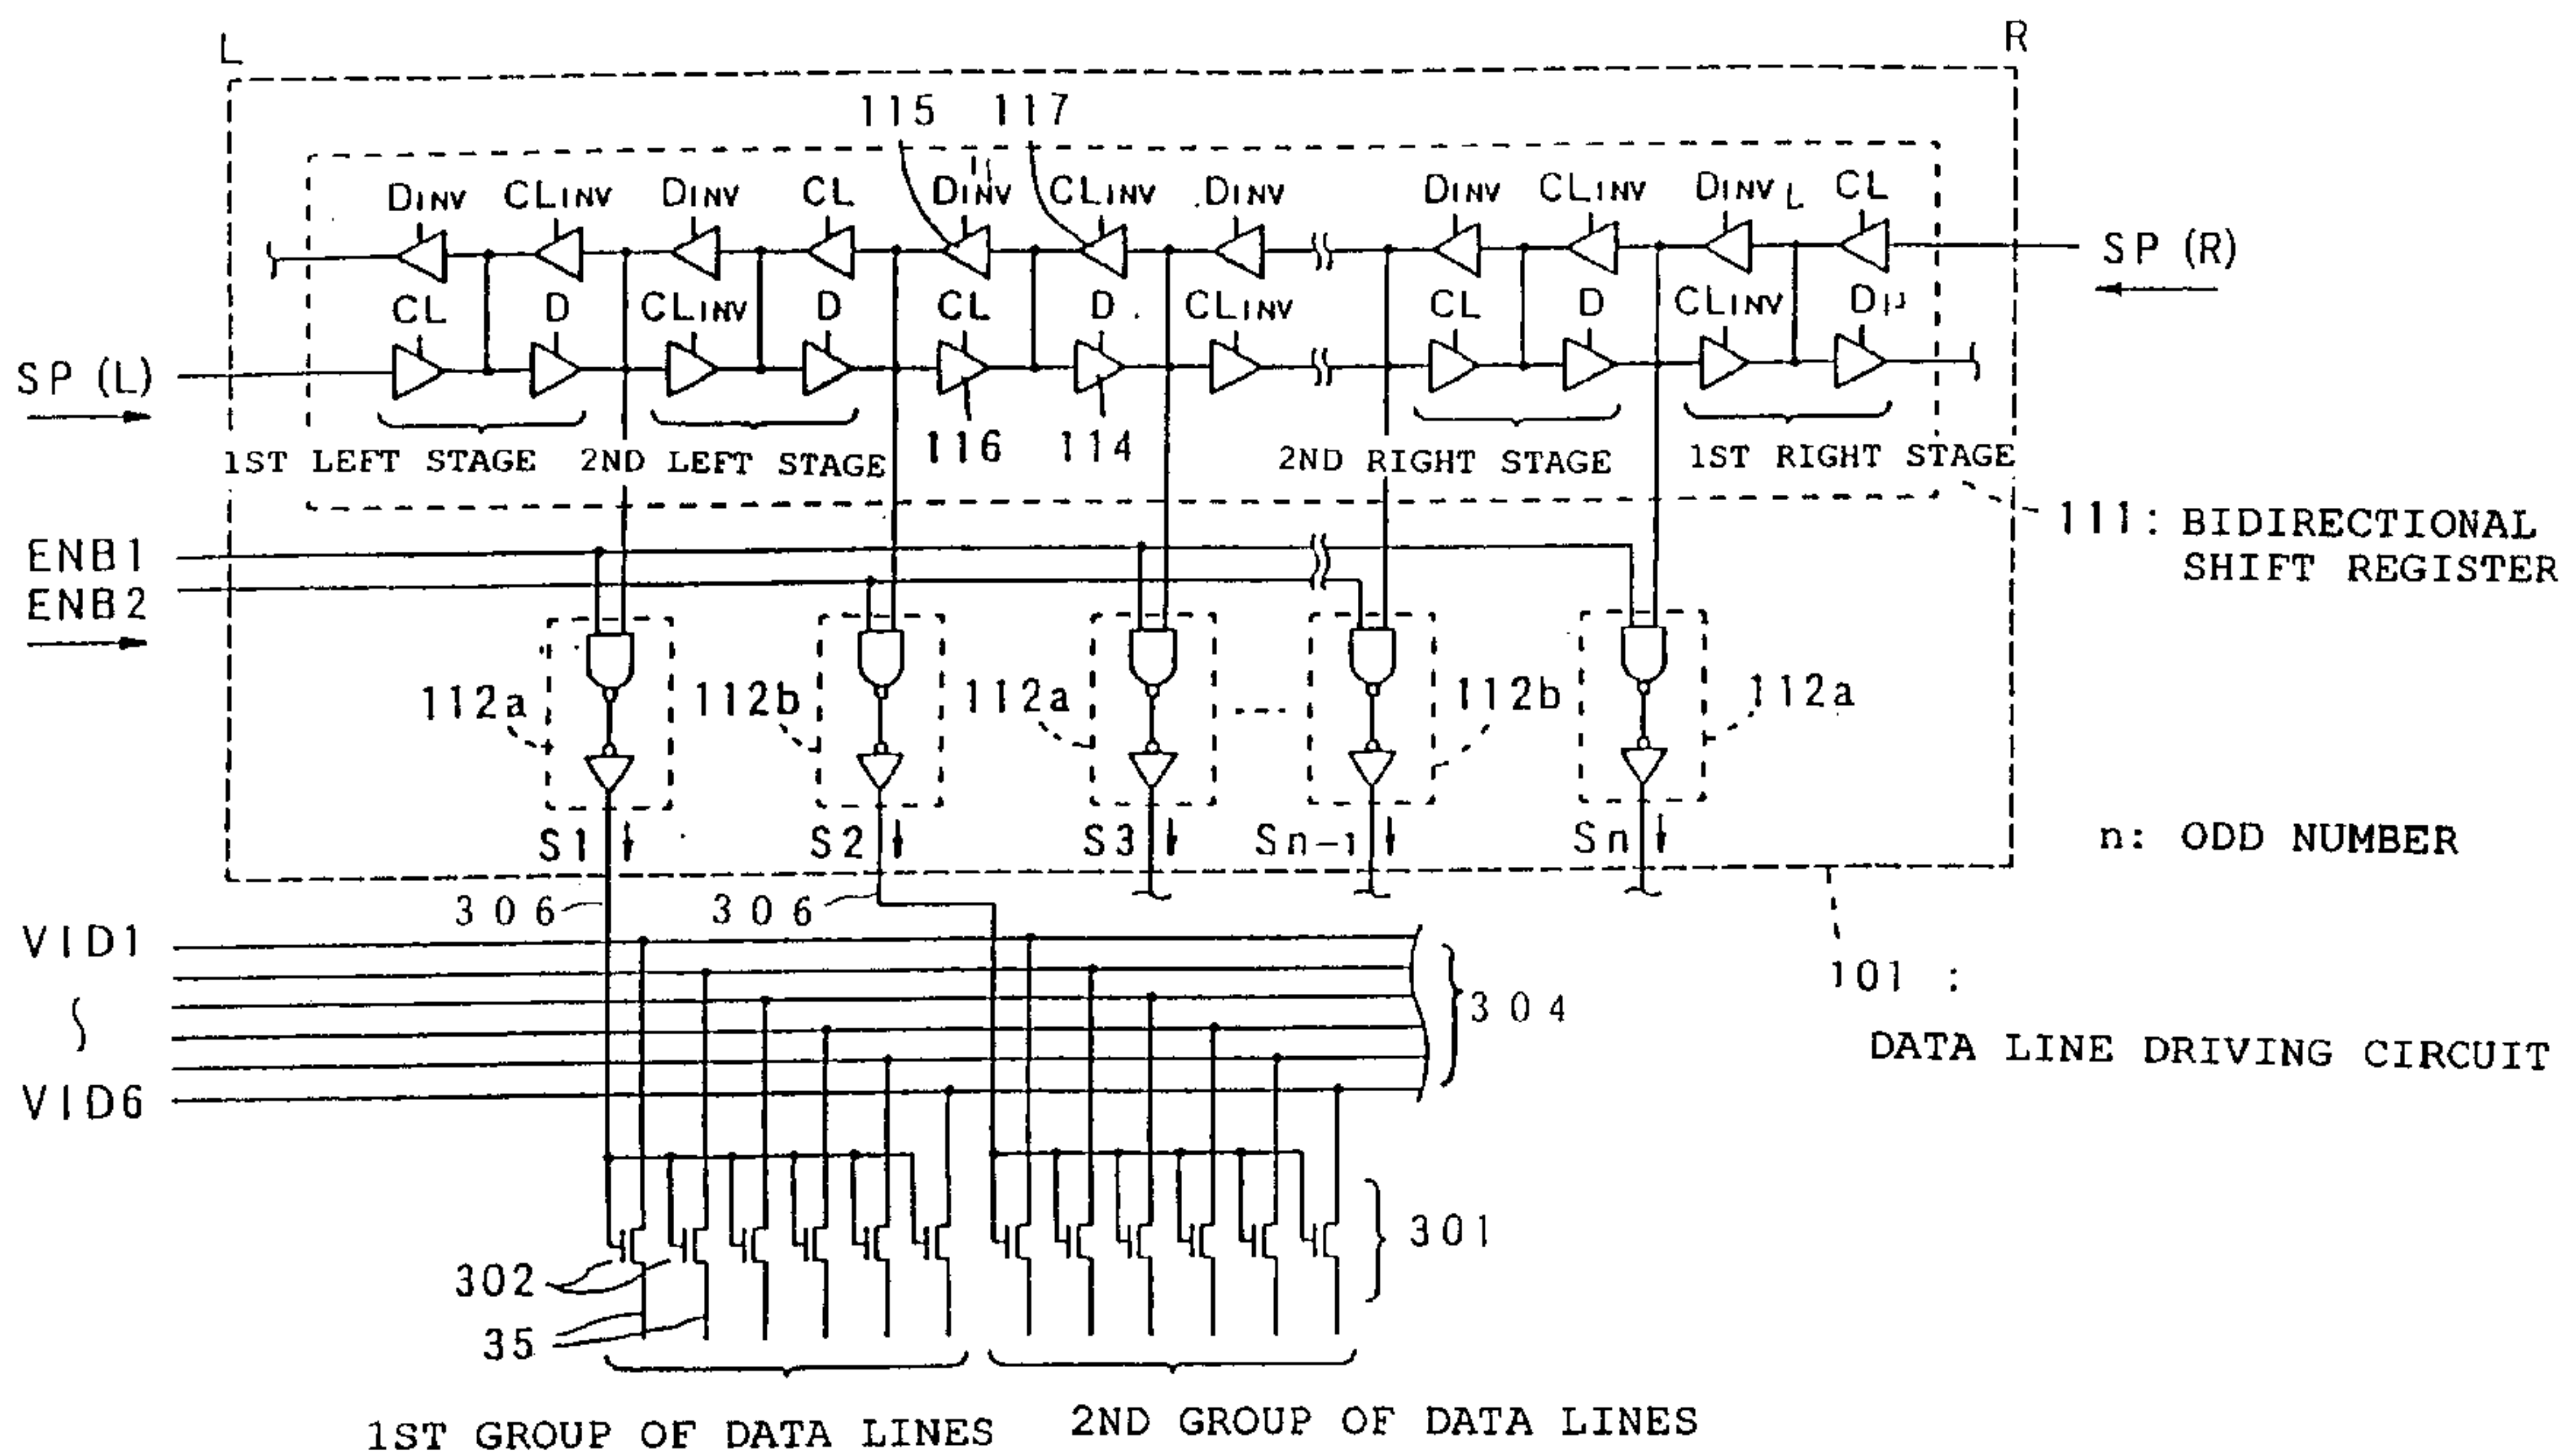 L
R
115 117
DINV CLINV DINV CL DINV CLINV DINV DINV CLINV DINV CL
SP (R)
CL D CLINV D CL D CLINV CL D CLINV D
SP (L)
116 114
1ST LEFT STAGE 2ND LEFT STAGE 2ND RIGHT STAGE 1ST RIGHT STAGE
111: BIDIRECTIONAL
SHIFT REGISTER
ENB1
ENB2
112a 112b 112a 112b 112a
S1 S2 S3 Sn-1 Sn
n: ODD NUMBER
306 306
VID1
101 :
304
DATA LINE DRIVING CIRCUIT
VID6
301
302
35
1ST GROUP OF DATA LINES 2ND GROUP OF DATA LINES